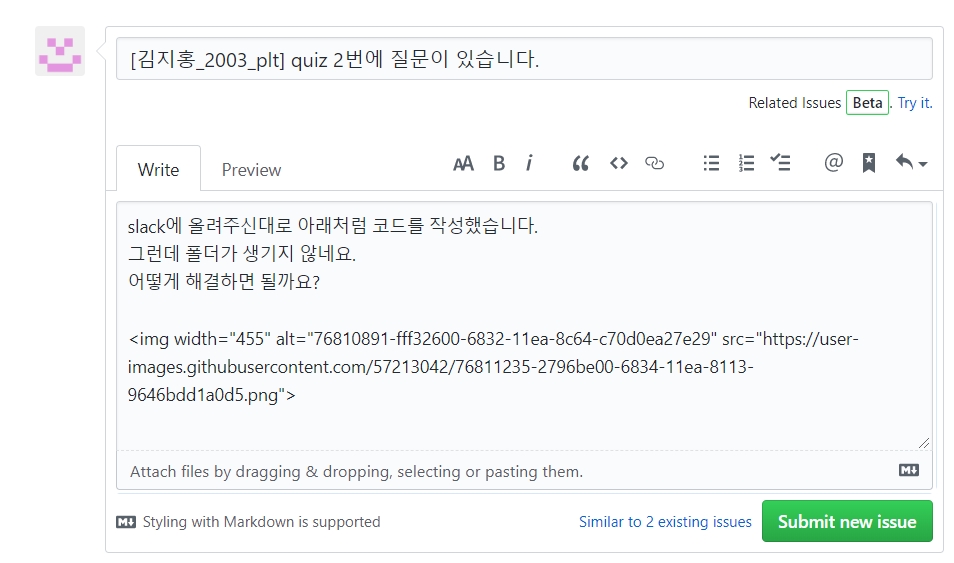 [김지홍_2003_plt] quiz 2번에 질문이 있습니다.
Related Issues Beta. Try it.
Write Preview AA B i
slack에 올려주신대로 아래처럼 코드를 작성했습니다.
그런데 폴더가 생기지 않네요.
어떻게 해결하면 될까요?
<img width="455" alt="76810891-fff32600-6832-11ea-8c64-c70d0ea27e29" src="https://user-
images.githubusercontent.com/57213042/76811235-2796be00-6834-11ea-8113-
9646bdd1a0d5.png">
Attach files by dragging & dropping, selecting or pasting them.
Styling with Markdown is supported
Similar to 2 existing issues
Submit new issue